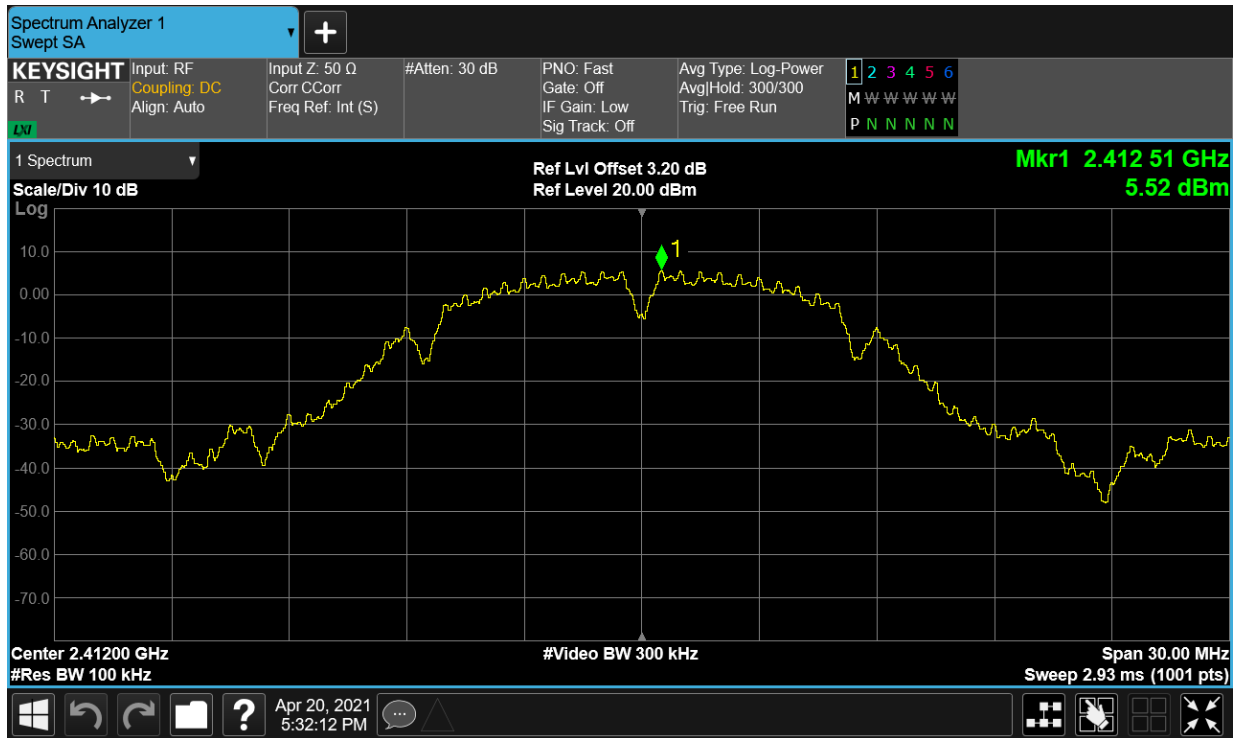 Spectrum Analyzer 1
Swept SA
▼
+
KEYSIGHT
R T
LXI
Input: RF
Coupling: DC
Align: Auto
Input Z: 50 Ω
Corr CCorr
Freq Ref: Int (S)
#Atten: 30 dB
PNO: Fast
Gate: Off
IF Gain: Low
Sig Track: Off
Avg Type: Log-Power
Avg|Hold: 300/300
Trig: Free Run
1 2 3 4 5 6
M W W W W W
P N N N N N
1 Spectrum ▼
Scale/Div 10 dB
Log
Ref Lvl Offset 3.20 dB
Ref Level 20.00 dBm
Mkr1 2.412 51 GHz
5.52 dBm
1
10.0
0.00
-10.0
-20.0
-30.0
-40.0
-50.0
-60.0
-70.0
Center 2.41200 GHz
#Res BW 100 kHz
#Video BW 300 kHz
Span 30.00 MHz
Sweep 2.93 ms (1001 pts)
?
Apr 20, 2021
5:32:12 PM